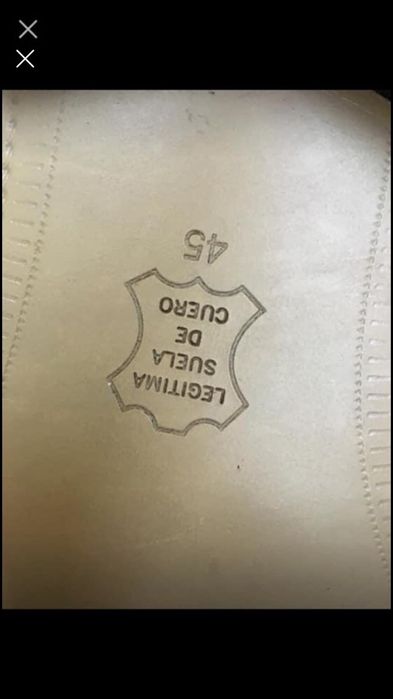 LEGITIMA
SUELA
DE
CUERO
45